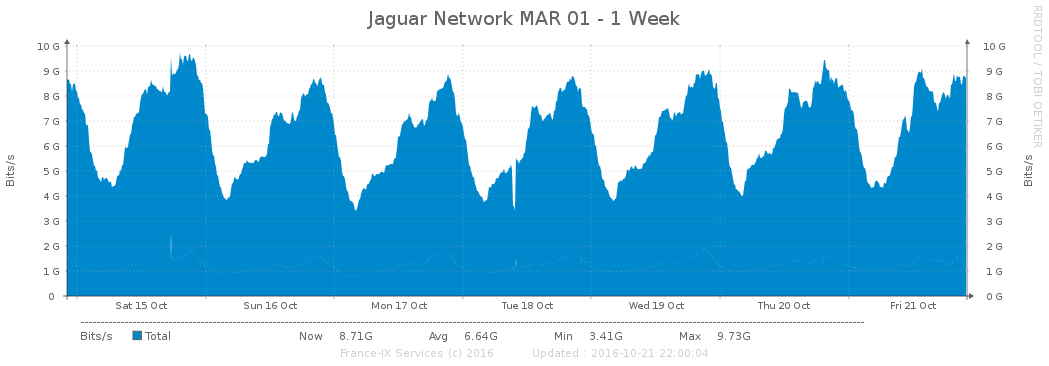 Jaguar Network MAR 01 - 1 Week
RRDTOOL / TOBI OETIKER
Bits/s
10 G 10 G
9 G 9 G
8 G 8 G
7 G 7 G
6 G 6 G
5 G 5 G
4 G 4 G
3 G 3 G
2 G 2 G
1 G 1 G
0 0 G
Bits/s
Sat 15 Oct Sun 16 Oct Mon 17 Oct Tue 18 Oct Wed 19 Oct Thu 20 Oct Fri 21 Oct
Bits/s Total Now 8.71G Avg 6.64G Min 3.41G Max 9.73G
France-IX Services (c) 2016 Updated : 2016-10-21 22:00:04